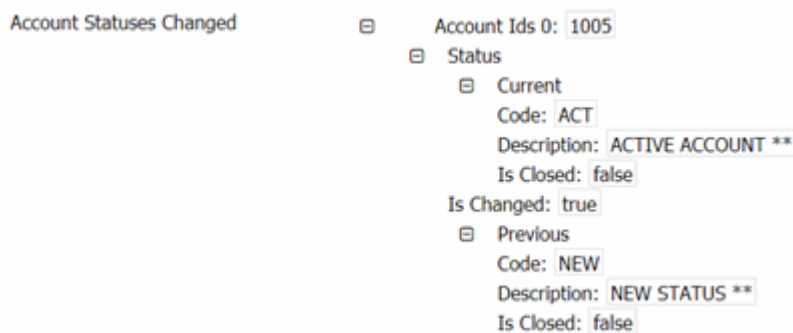 Account Statuses Changed Account Ids 0: 1005
Status
Current
Code: ACT
Description: ACTIVE ACCOUNT **
Is Closed: false
Is Changed: true
Previous
Code: NEW
Description: NEW STATUS **
Is Closed: false